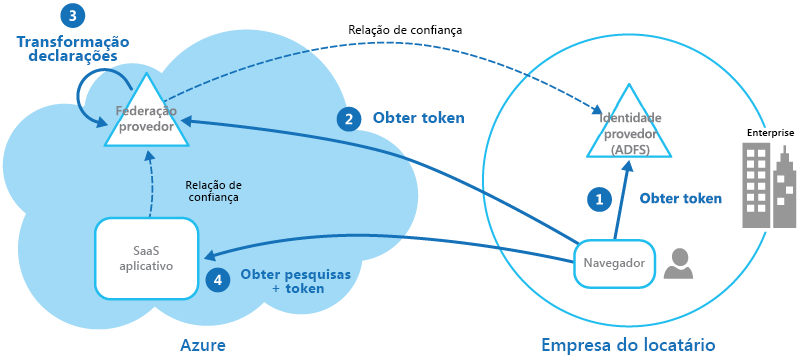 3
Transformação
declarações
Federação
provedor
Relação de confiança
2 Obter token
Identidade
provedor
(ADFS)
Enterprise
Relação de
confiança
1 Obter token
SaaS
aplicativo
4 Obter pesquisas
+ token
Navegador
Azure
Empresa do locatário